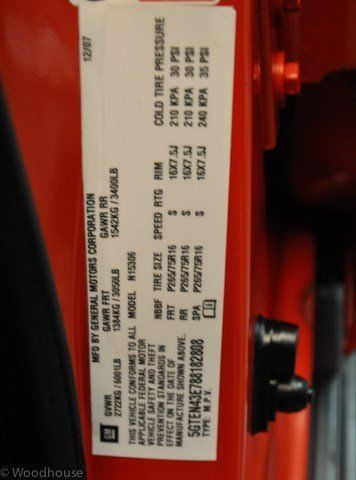 MFD BY GENERAL MOTORS CORPORATION 12/07
GVWR GAWR FRT GAWR RR
2722KG / 6001LB 1384KG / 3050LB 1542KG / 3400LB
THIS VEHICLE CONFORMS TO ALL MODEL N15306
APPLICABLE FEDERAL MOTOR
VEHICLE SAFETY AND THEFT
PREVENTION STANDARDS IN
EFFECT ON THE DATE OF
MANUFACTURE SHOWN ABOVE.
5GTEN43E788182808
TYPE: M.P.V.
NBBF TIRE SIZE SPEED RTG RIM COLD TIRE PRESSURE
FRT P265/75R16 S 16X7.5J 210 KPA 30 PSI
RR P265/75R16 S 16X7.5J 210 KPA 30 PSI
SPA P265/75R16 S 16X7.5J 240 KPA 35 PSI
GM
© Woodhouse